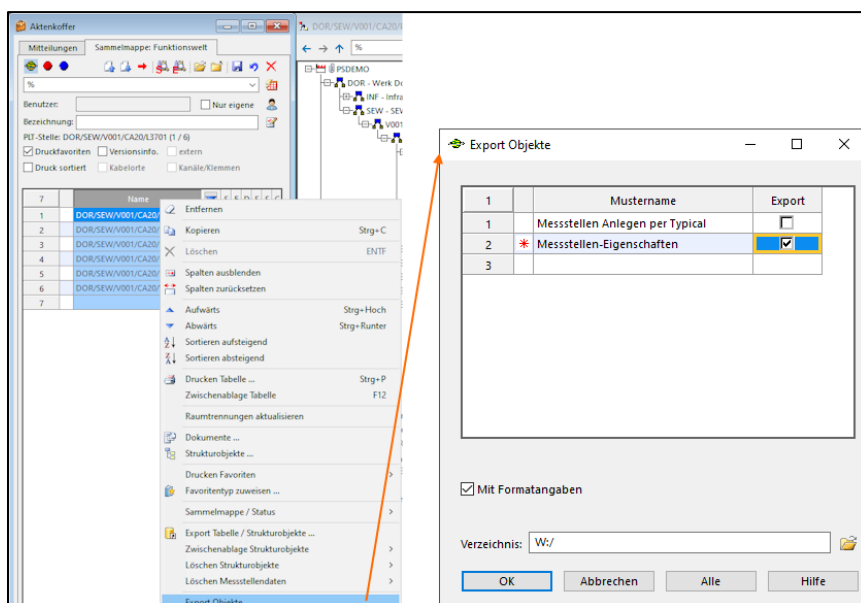 Aktenkoffer
Mitteilungen Sammelmappe: Funktionswelt
%
Benutzer: Nur eigene
Bezeichnung:
PLT-Stelle: DOR/SEW/V001/CA20/L3701 (1 / 6)
Druckfavoriten Versionsinfo. extern
Druck sortiert Kabelorte Kanäle/Klemmen
7 Name
1 DOR/SEW/V001/CA20/
2 DOR/SEW/V001/CA20/
3 DOR/SEW/V001/CA20/
4 DOR/SEW/V001/CA20/
5 DOR/SEW/V001/CA20/
6 DOR/SEW/V001/CA20/
7
Entfernen
Kopieren Strg+C
Löschen ENTF
Spalten ausblenden
Spalten zurücksetzen
Aufwärts Strg+Hoch
Abwärts Strg+Runter
Sortieren aufsteigend
Sortieren absteigend
Drucken Tabelle ... Strg+P
Zwischenablage Tabelle F12
Raumtrennungen aktualisieren
Dokumente ...
Strukturobjekte ...
Drucken Favoriten
Favoritentyp zuweisen ...
Sammelmappe / Status
Export Tabelle / Strukturobjekte ...
Zwischenablage Strukturobjekte
Löschen Strukturobjekte
Löschen Messstellendaten
Export Objekte
DOR/SEW/V001/CA20/
%
PSDEMO
DOR - Werk Do
INF - Infra
SEW - SEV
V001
Export Objekte
1 Mustername Export
1 Messstellen Anlegen per Typical
2 * Messstellen-Eigenschaften
3
Mit Formatangaben
Verzeichnis: W:/
OK Abbrechen Alle Hilfe